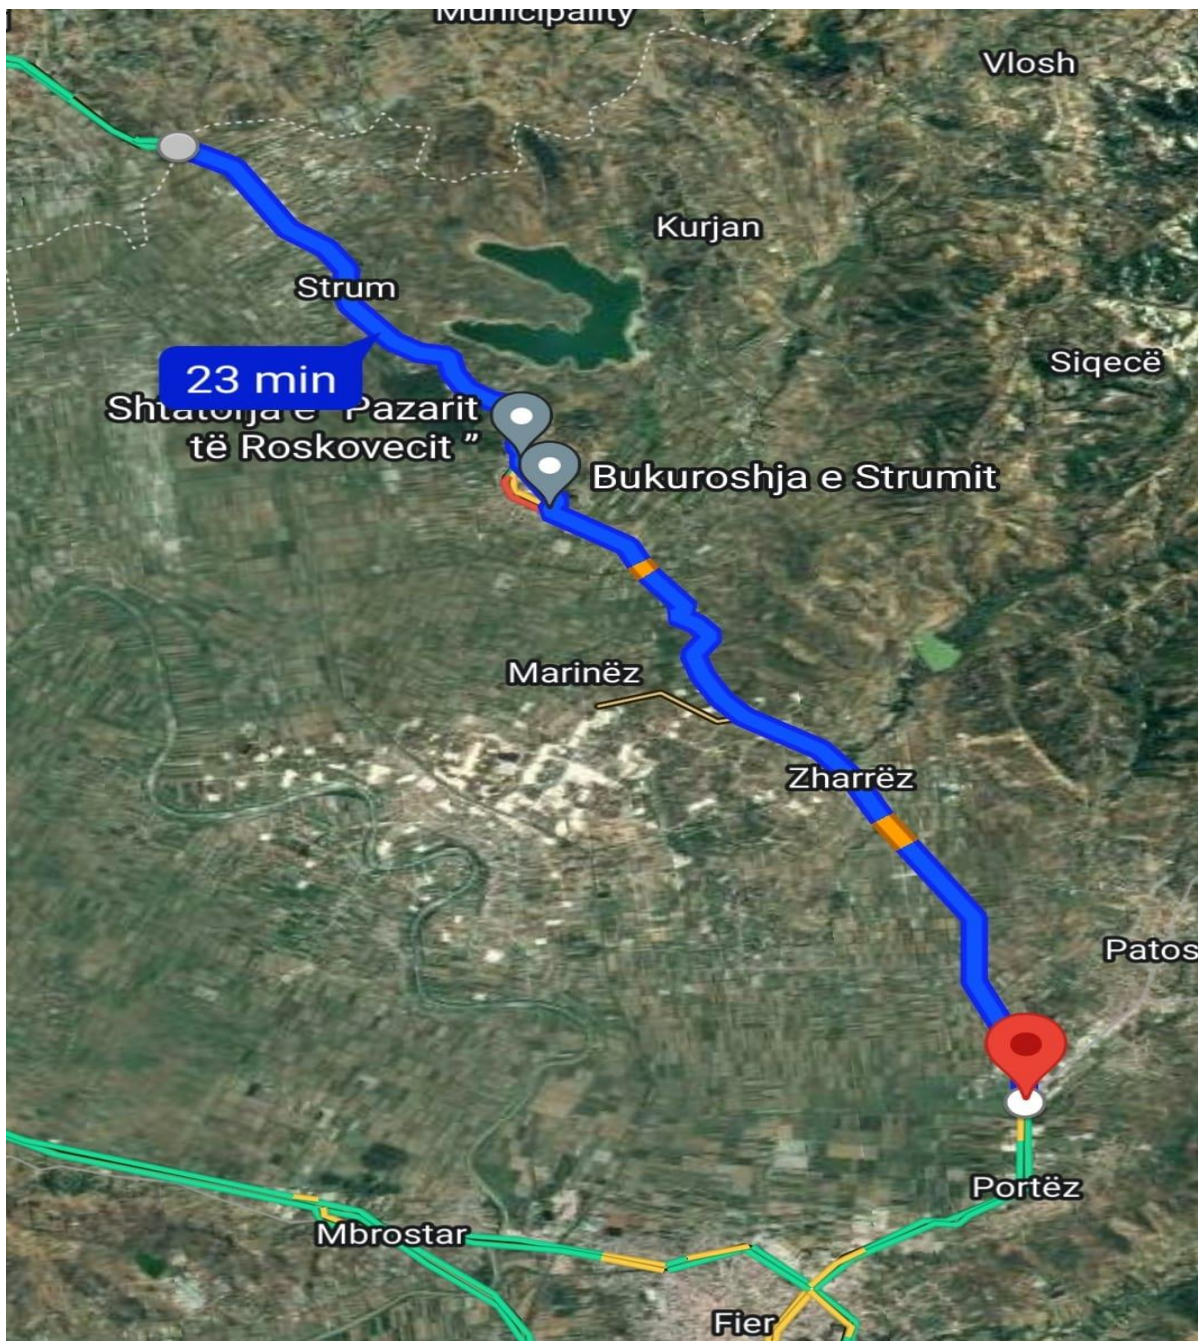 Municipality
Vlosh
Kurjan
Strum
23 min
Siqecë
Pazarit
të Roskovecit ”
Bukuroshja e Strumit
Marinëz
Zharrëz
Patos
Portëz
Mbrostar
Fier